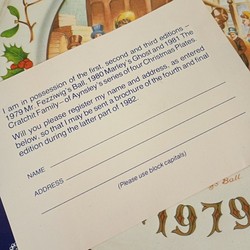 I am in possession of the first, second and third editions –
1979 Mr. Fezziwig's Ball, 1980 Marley's Ghost and 1981 The
Cratchit Family – of Aynsley's series of four Christmas Plates.
Will you please register my name and address, as entered
below, so that I may be sent a brochure of the fourth and final
edition during the latter part of 1982.
NAME
ADDRESS
(Please use block capitals)
Ball
1979